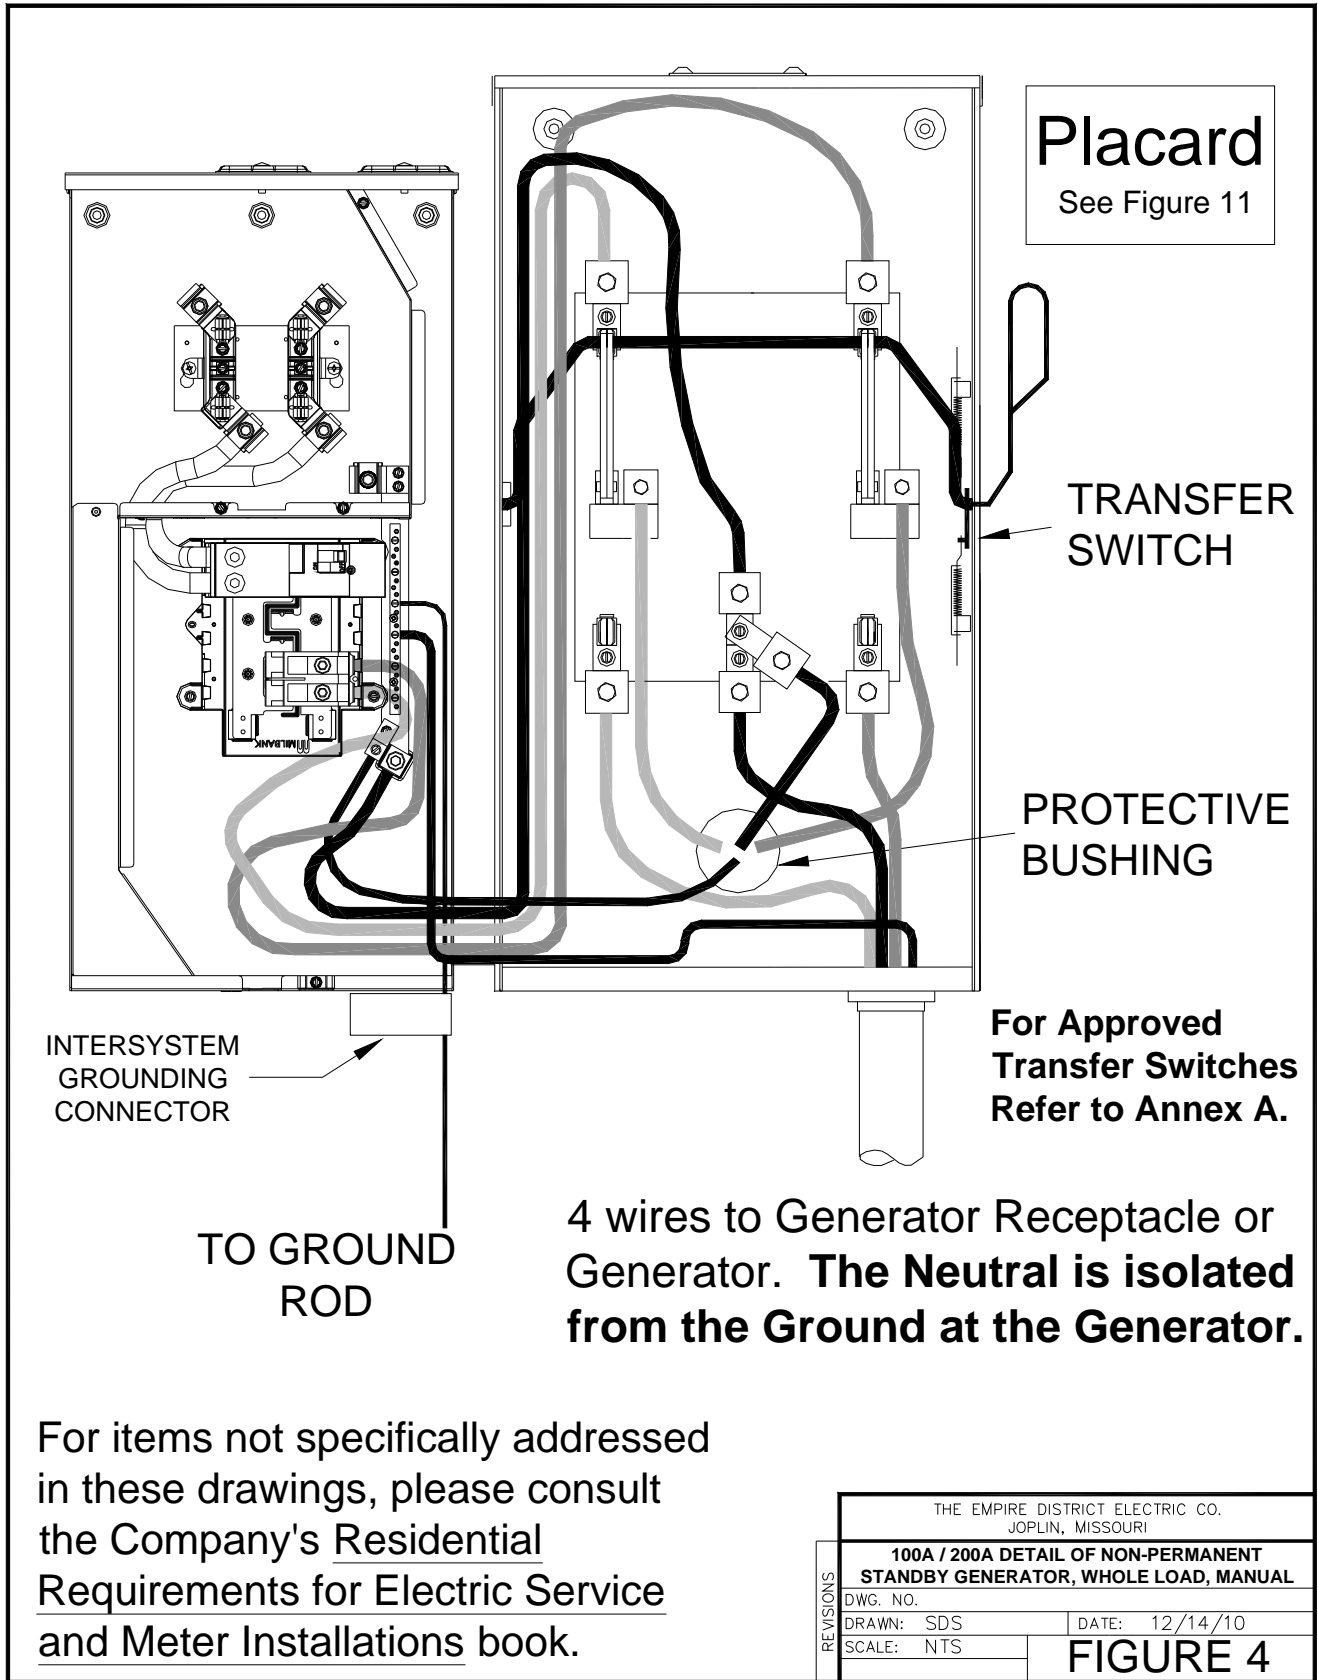 Placard
See Figure 11
TRANSFER
SWITCH
PROTECTIVE
BUSHING
MILBANK
INTERSYSTEM
GROUNDING
CONNECTOR
For Approved
Transfer Switches
Refer to Annex A.
TO GROUND
ROD
4 wires to Generator Receptacle or
Generator. The Neutral is isolated
from the Ground at the Generator.
For items not specifically addressed
in these drawings, please consult
the Company's Residential
Requirements for Electric Service
and Meter Installations book.
THE EMPIRE DISTRICT ELECTRIC CO.
JOPLIN, MISSOURI
100A / 200A DETAIL OF NON-PERMANENT
STANDBY GENERATOR, WHOLE LOAD, MANUAL
REVISIONS
DWG. NO.
DRAWN: SDS
DATE: 12/14/10
SCALE: NTS
FIGURE 4